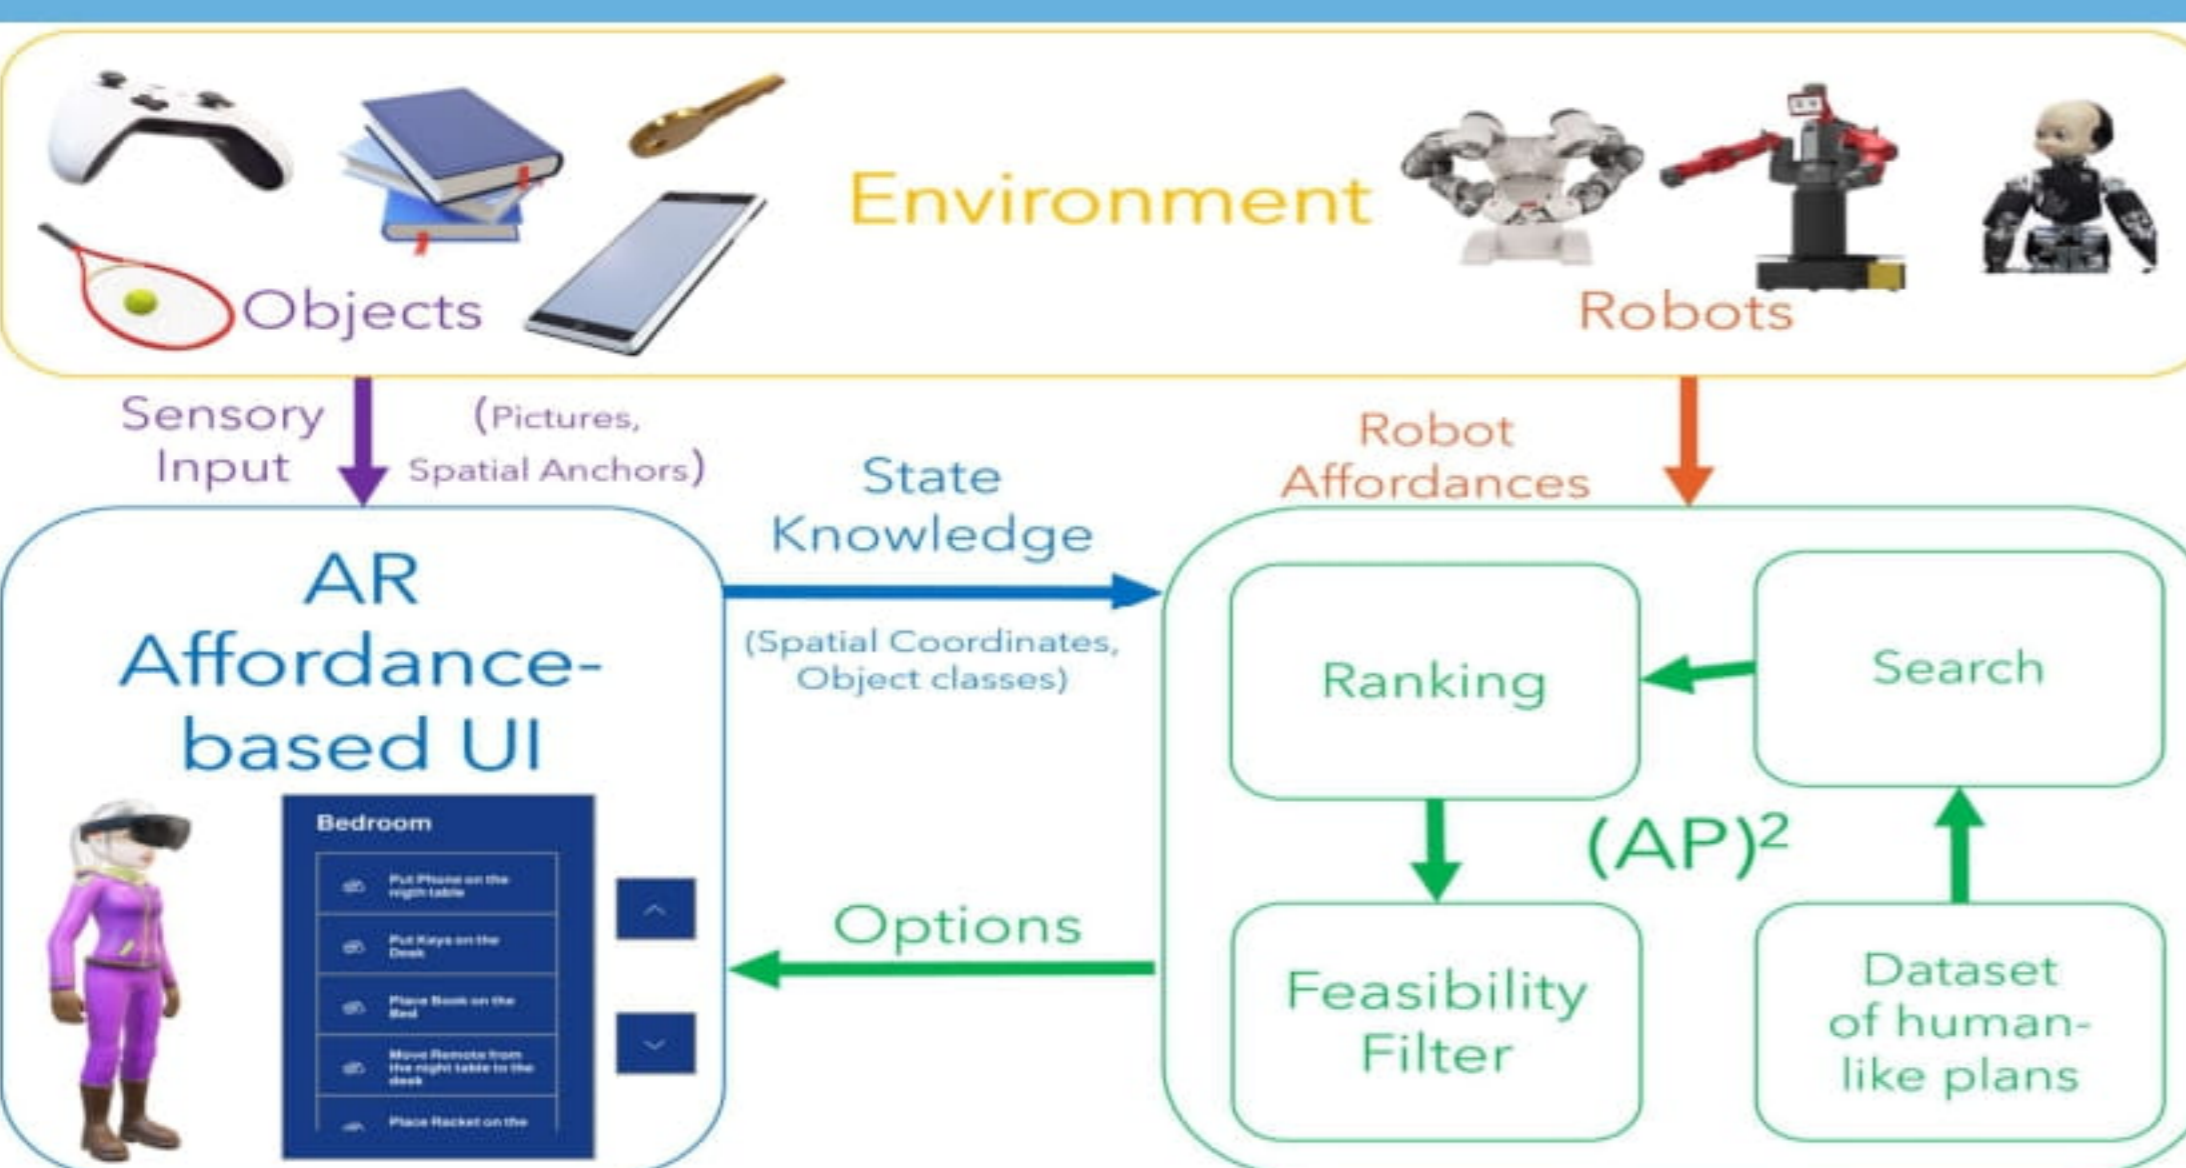 Environment
Objects
Robots
Sensory
Input
(Pictures,
Spatial Anchors)
Robot
Affordances
State
Knowledge
(Spatial Coordinates,
Object classes)
AR
Affordance-
based UI
Bedroom
Put Phone on the
nigth table
Put Keys on the
Desk
Place Book on the
Bed
Move Remote from
the night table to the
desk
Place Racket on the
Options
Ranking
Search
(AP)²
Feasibility
Filter
Dataset
of human-
like plans